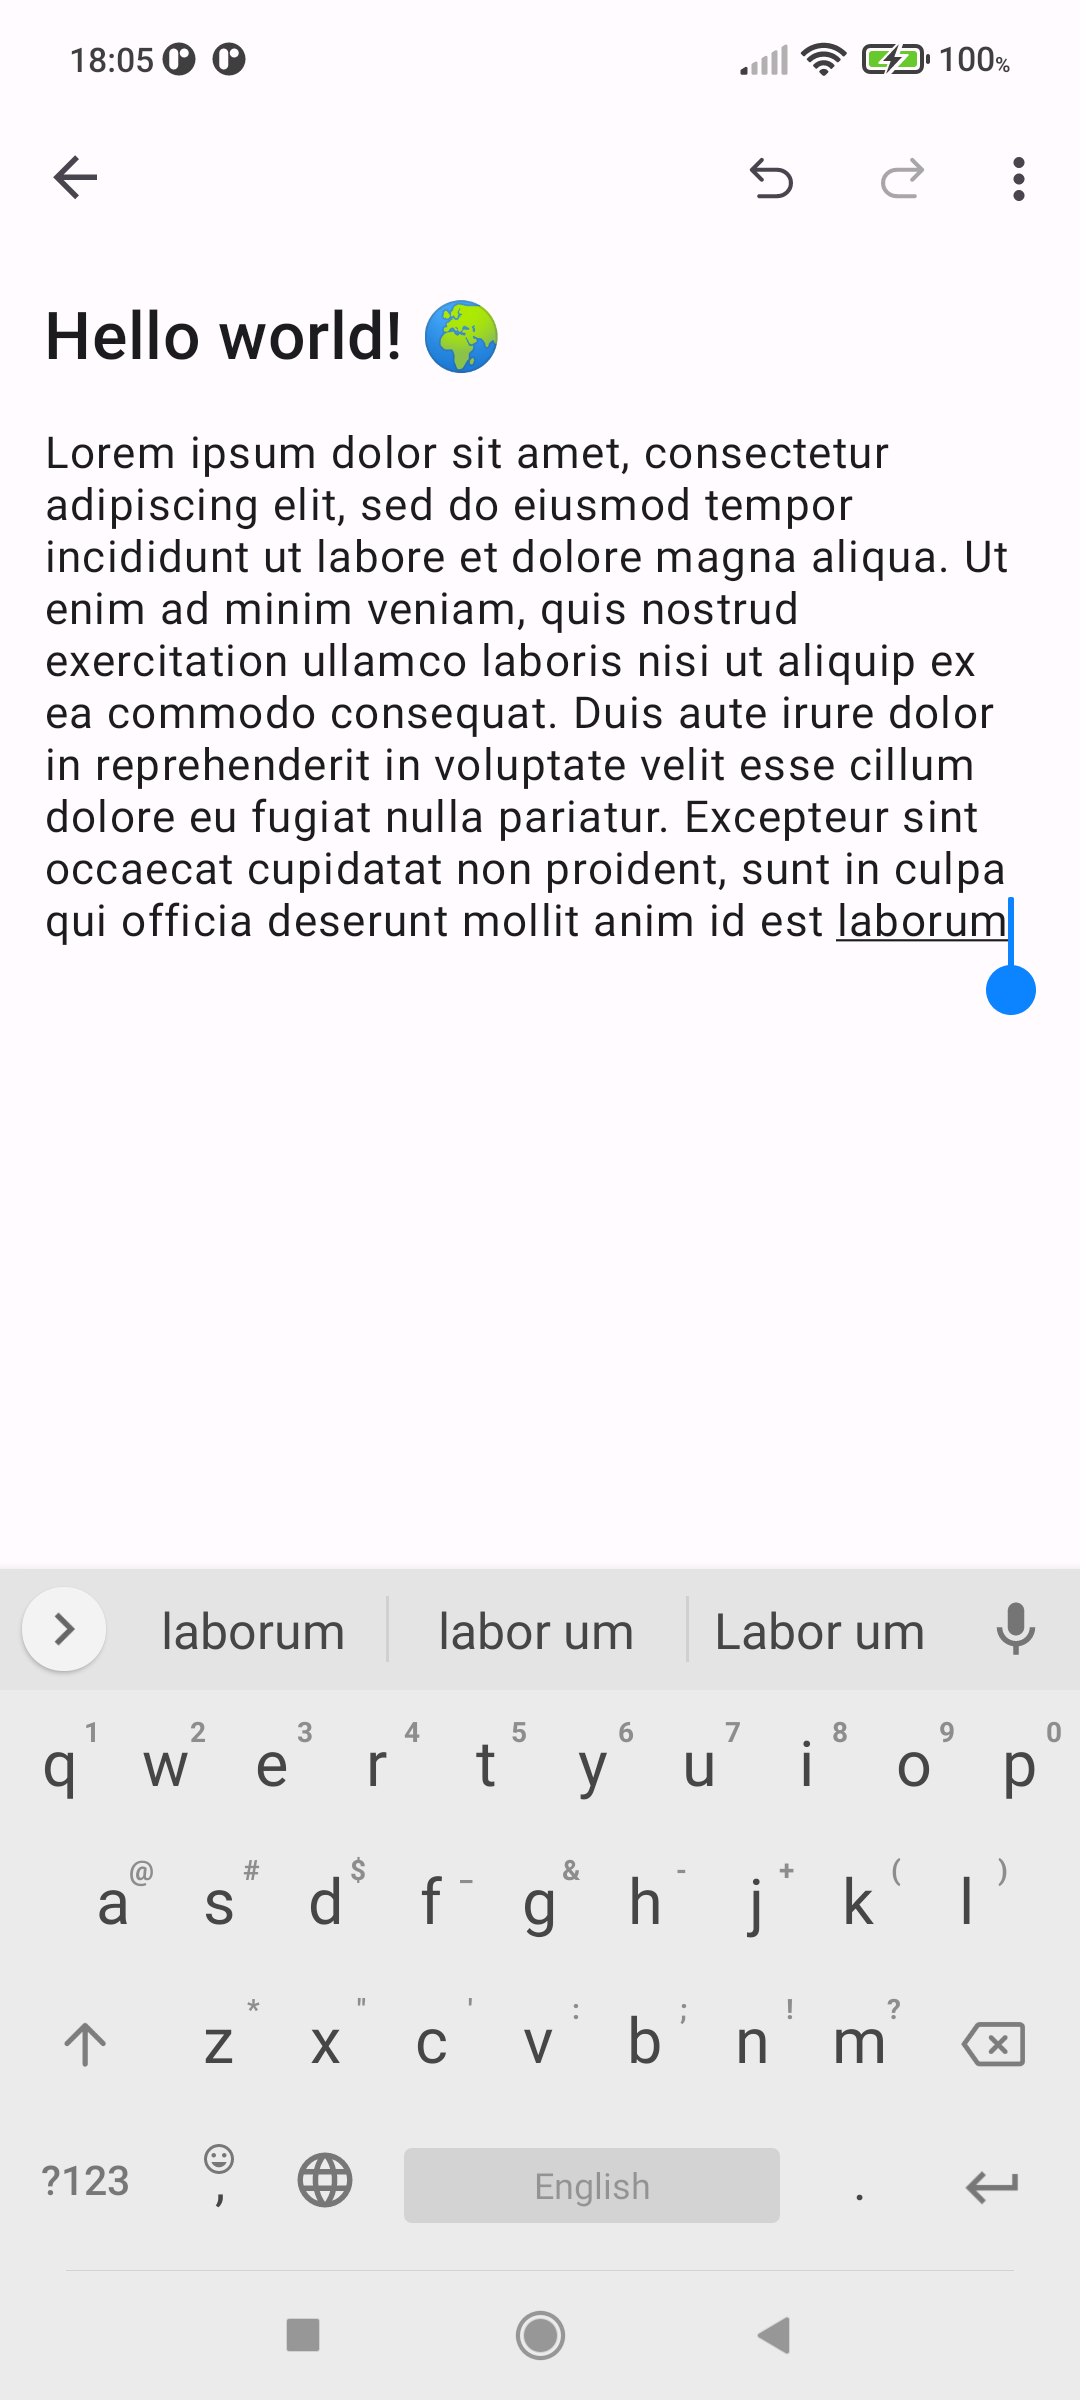 18:05 100%
Hello world! 🌍
Lorem ipsum dolor sit amet, consectetur
adipiscing elit, sed do eiusmod tempor
incididunt ut labore et dolore magna aliqua. Ut
enim ad minim veniam, quis nostrud
exercitation ullamco laboris nisi ut aliquip ex
ea commodo consequat. Duis aute irure dolor
in reprehenderit in voluptate velit esse cillum
dolore eu fugiat nulla pariatur. Excepteur sint
occaecat cupidatat non proident, sunt in culpa
qui officia deserunt mollit anim id est laborum
laborum labor um Labor um
1 2 3 4 5 6 7 8 9 0
q w e r t y u i o p
@ # $ _ & - + ( )
a s d f g h j k l
* " ' : ; ! ?
z x c v b n m
?123 , English .